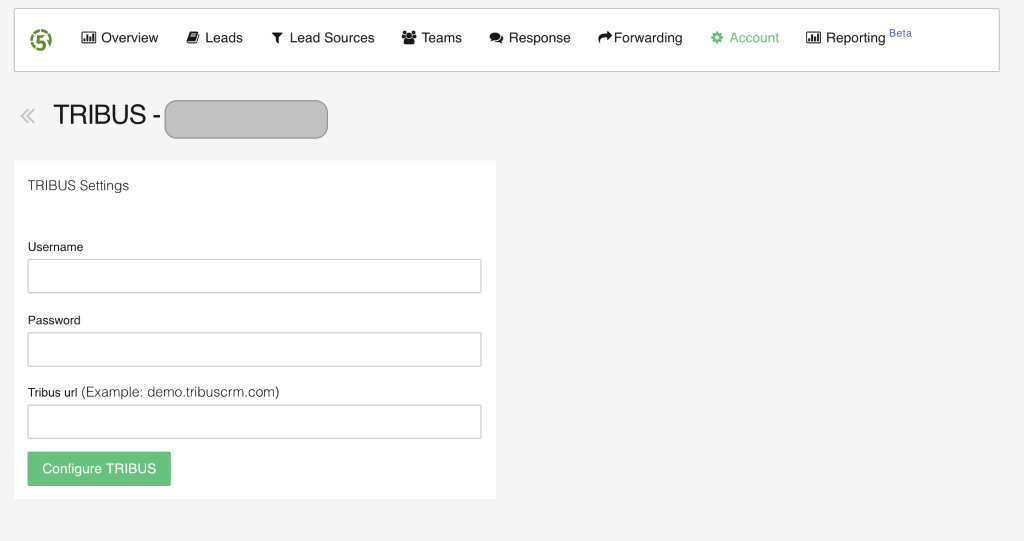 5 Overview Leads Lead Sources Teams Response Forwarding Account Reporting Beta
TRIBUS -
TRIBUS Settings
Username
Password
Tribus url (Example: demo.tribuscrm.com)
Configure TRIBUS